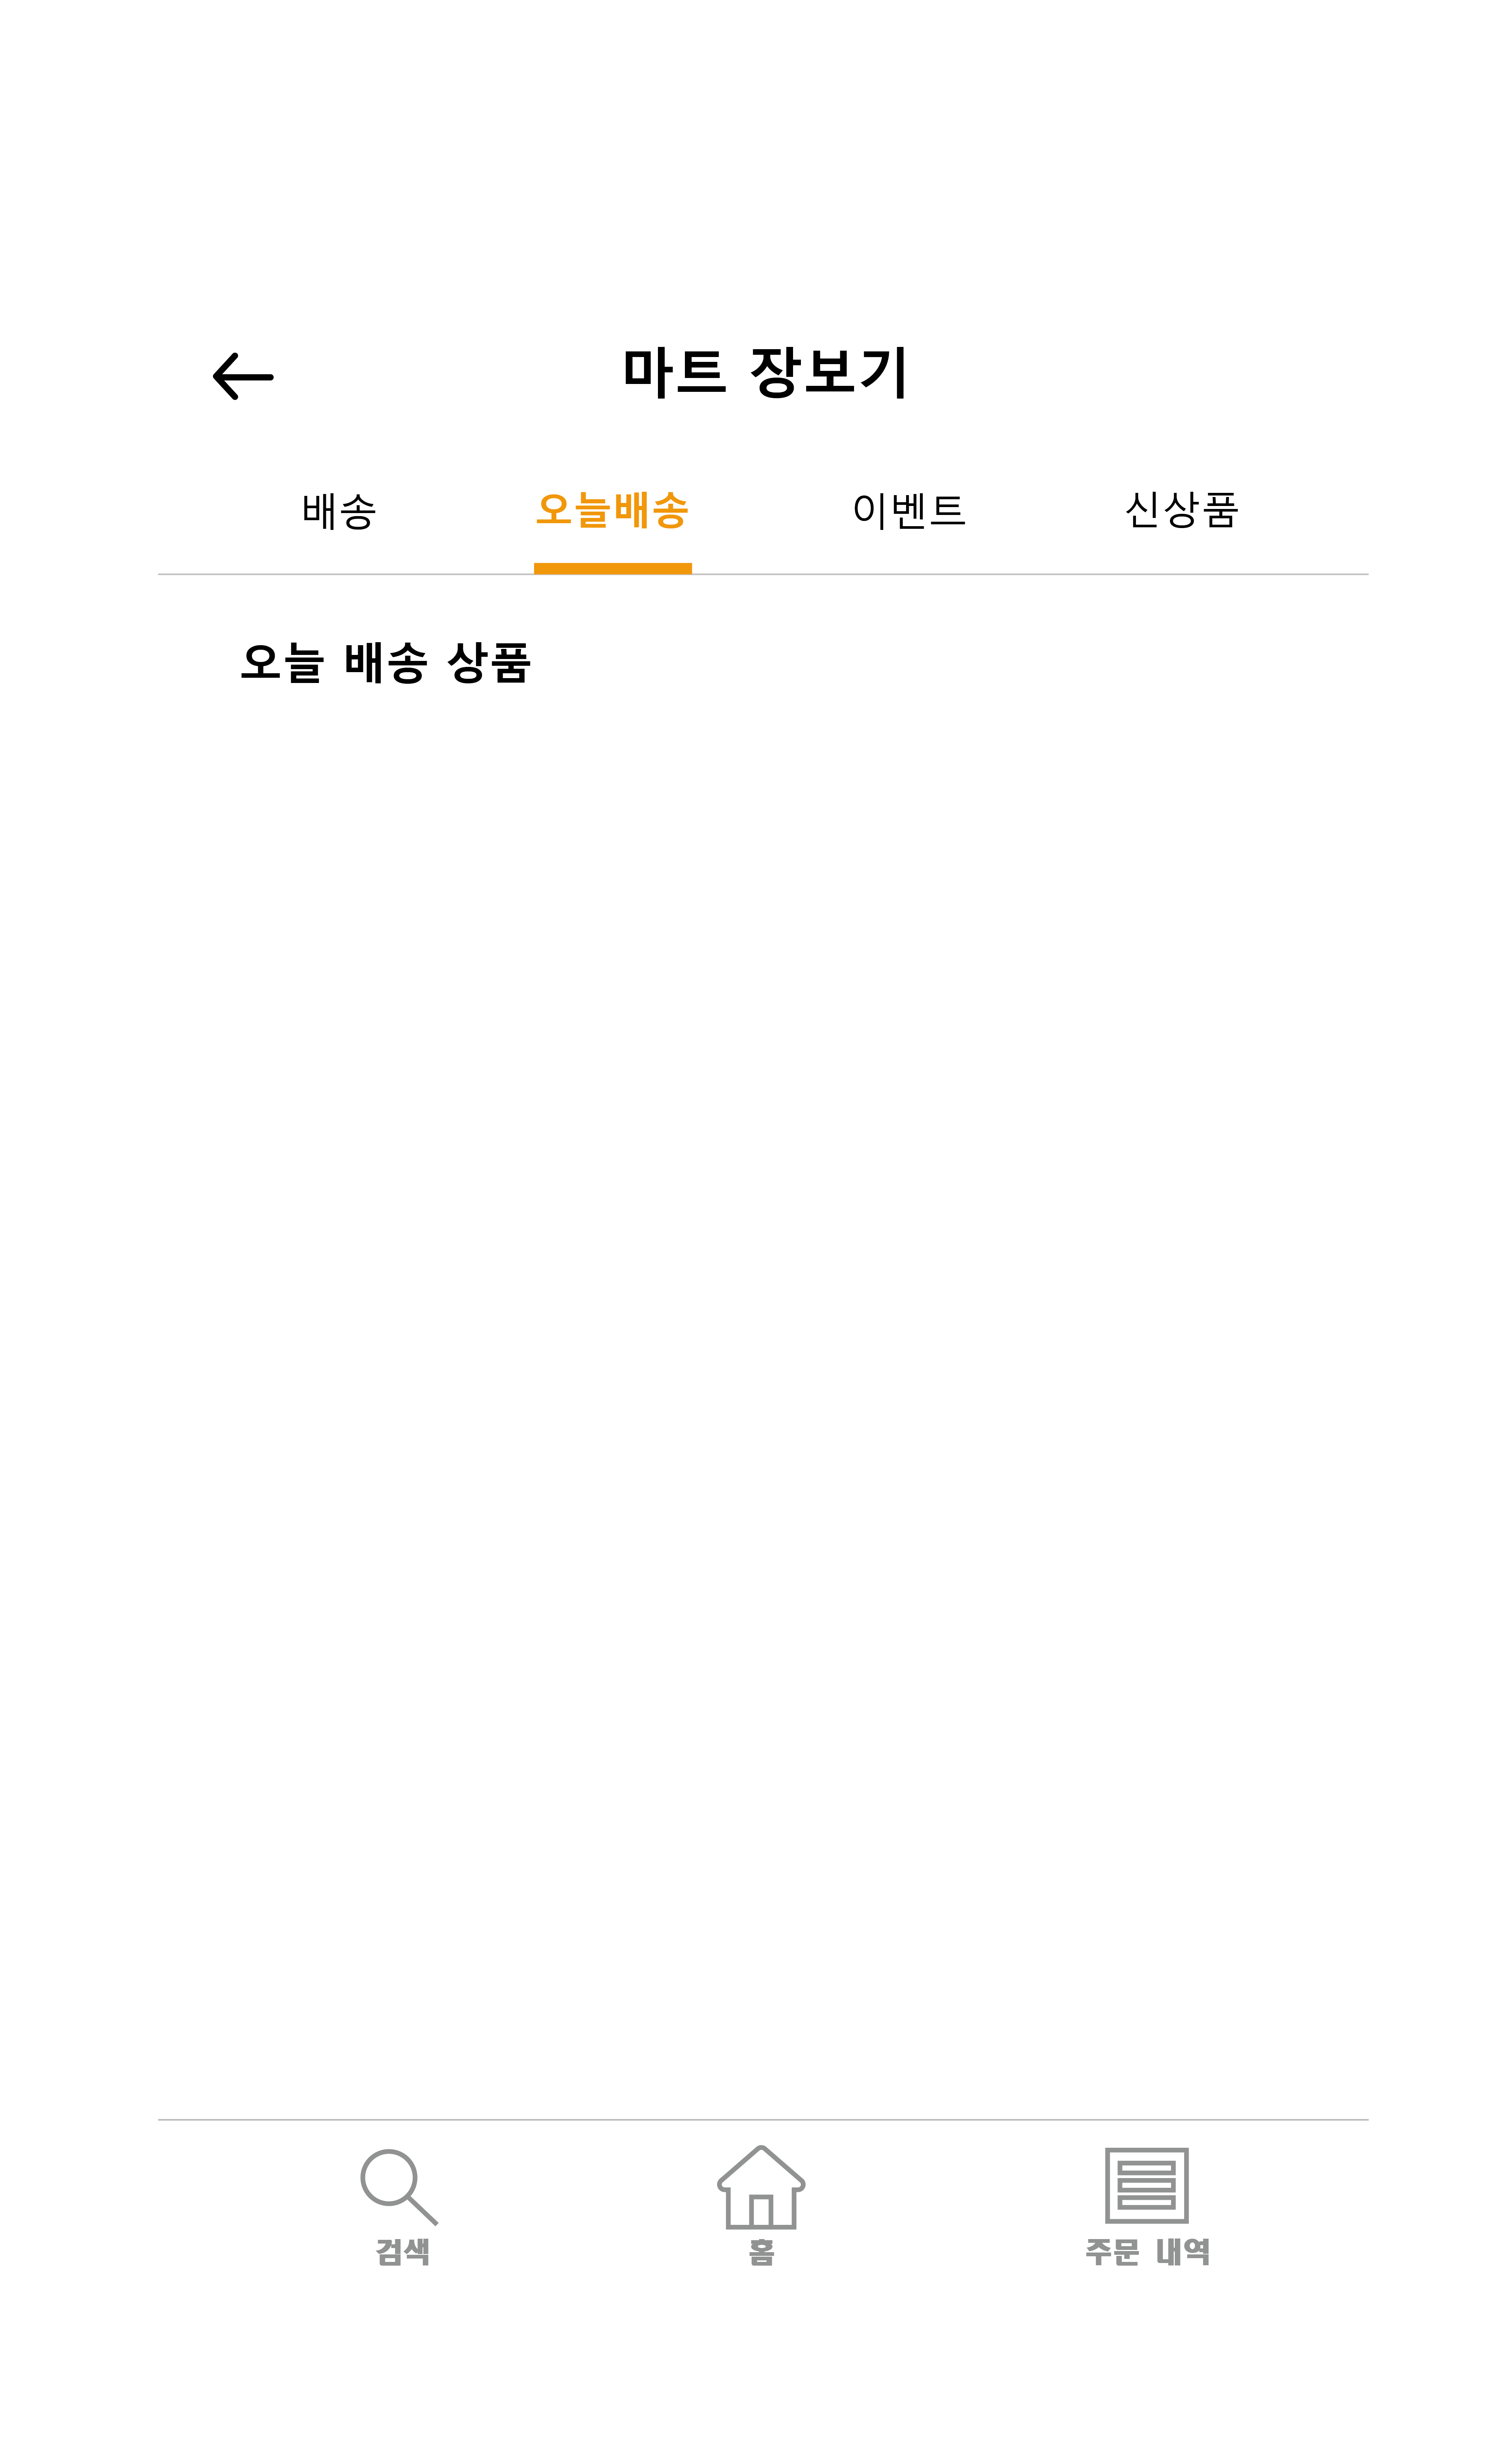 마트 장보기
배송 오늘배송 이벤트 신상품
오늘 배송 상품
검색 홈 주문 내역